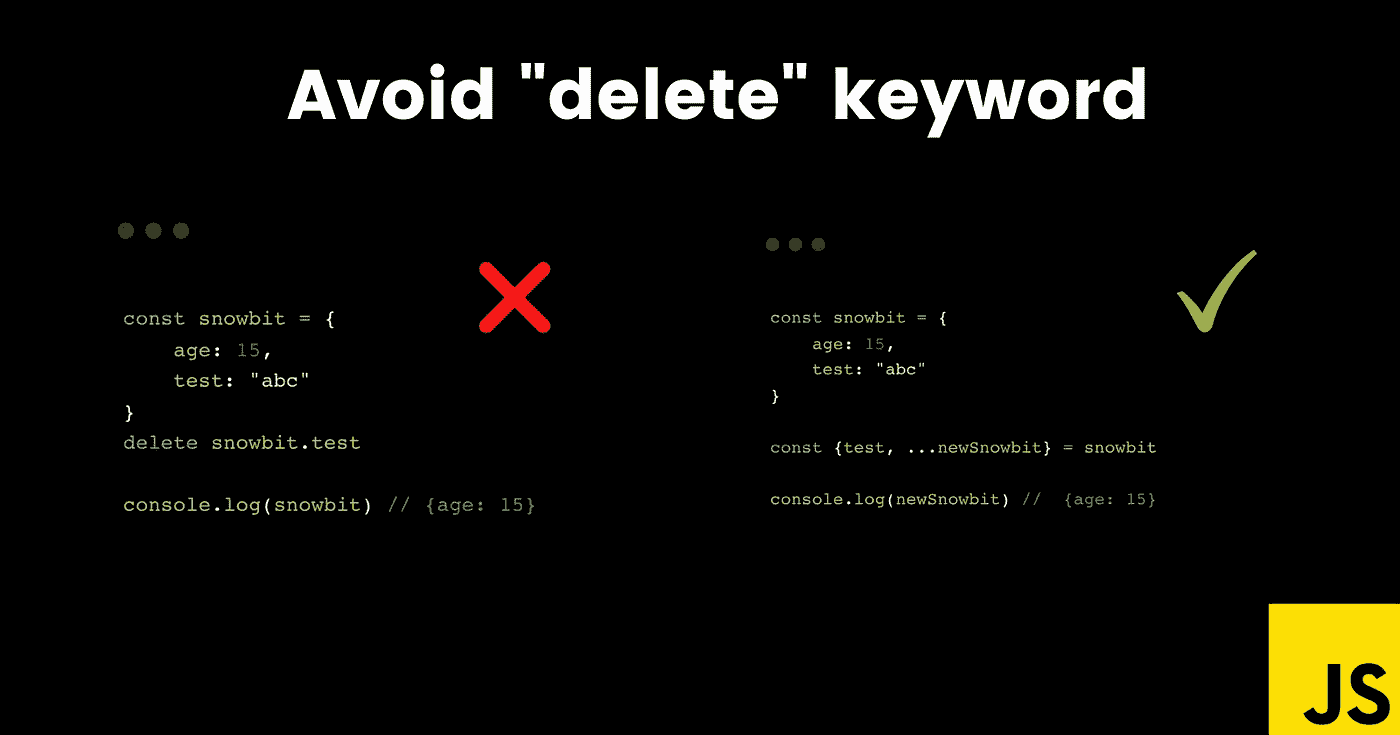 Avoid "delete" keyword
const snowbit = {
    age: 15,
    test: "abc"
}
delete snowbit.test
console.log(snowbit) // {age: 15}
const snowbit = {
    age: 15,
    test: "abc"
}
const {test, ...newSnowbit} = snowbit
console.log(newSnowbit) //  {age: 15}
JS